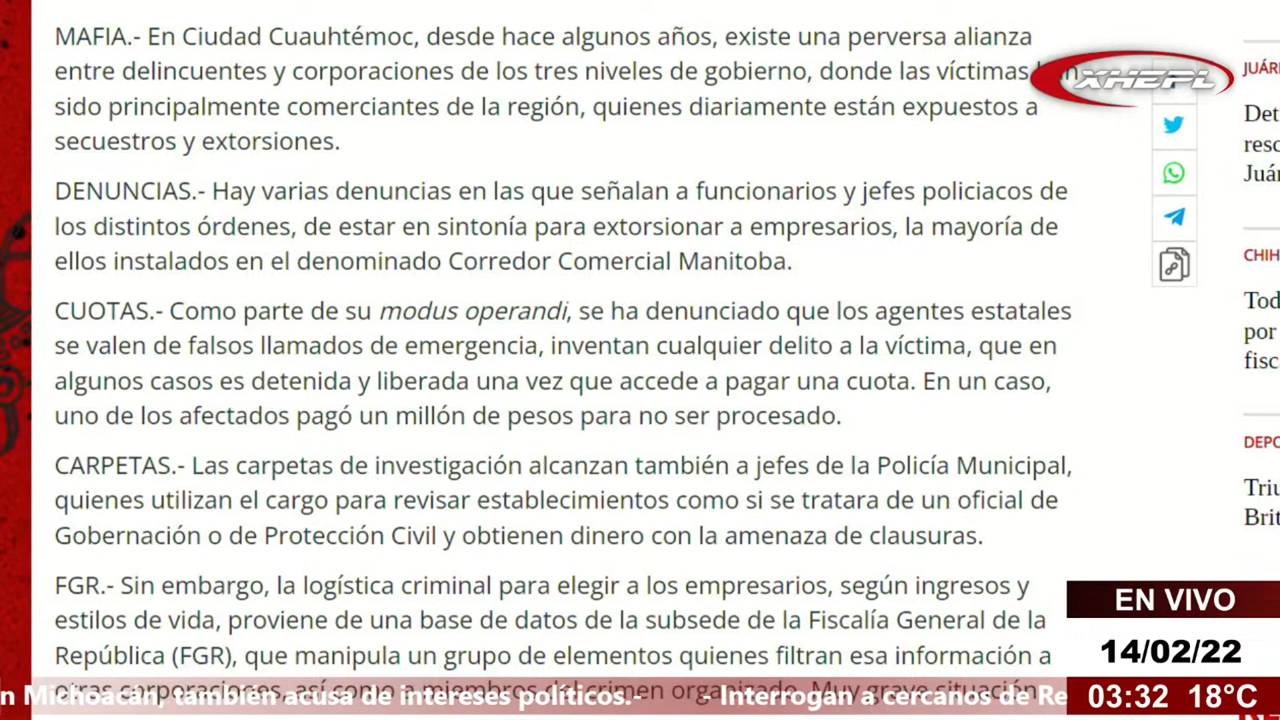 MAFIA.- En Ciudad Cuauhtémoc, desde hace algunos años, existe una perversa alianza
entre delincuentes y corporaciones de los tres niveles de gobierno, donde las víctimas
sido principalmente comerciantes de la región, quienes diariamente están expuestos a
secuestros y extorsiones.
DENUNCIAS.- Hay varias denuncias en las que señalan a funcionarios y jefes policiacos de
los distintos órdenes, de estar en sintonía para extorsionar a empresarios, la mayoría de
ellos instalados en el denominado Corredor Comercial Manitoba.
CUOTAS.- Como parte de su modus operandi, se ha denunciado que los agentes estatales
se valen de falsos llamados de emergencia, inventan cualquier delito a la víctima, que en
algunos casos es detenida y liberada una vez que accede a pagar una cuota. En un caso,
uno de los afectados pagó un millón de pesos para no ser procesado.
CARPETAS.- Las carpetas de investigación alcanzan también a jefes de la Policía Municipal,
quienes utilizan el cargo para revisar establecimientos como si se tratara de un oficial de
Gobernación o de Protección Civil y obtienen dinero con la amenaza de clausuras.
FGR.- Sin embargo, la logística criminal para elegir a los empresarios, según ingresos y
estilos de vida, proviene de una base de datos de la subsede de la Fiscalía General de la
República (FGR), que manipula un grupo de elementos quienes filtran esa información a
otras corporaciones, así como a miembros del crimen organizado. Muy grave situación
n Michoacán, también acusa de intereses políticos.- - Interrogan a cercanos de Re
XHEPL
JUÁR
Det
resc
Juár
CHIH
Tod
por
fisc
DEPO
Triu
Brit
EN VIVO
14/02/22
03:32 18°C